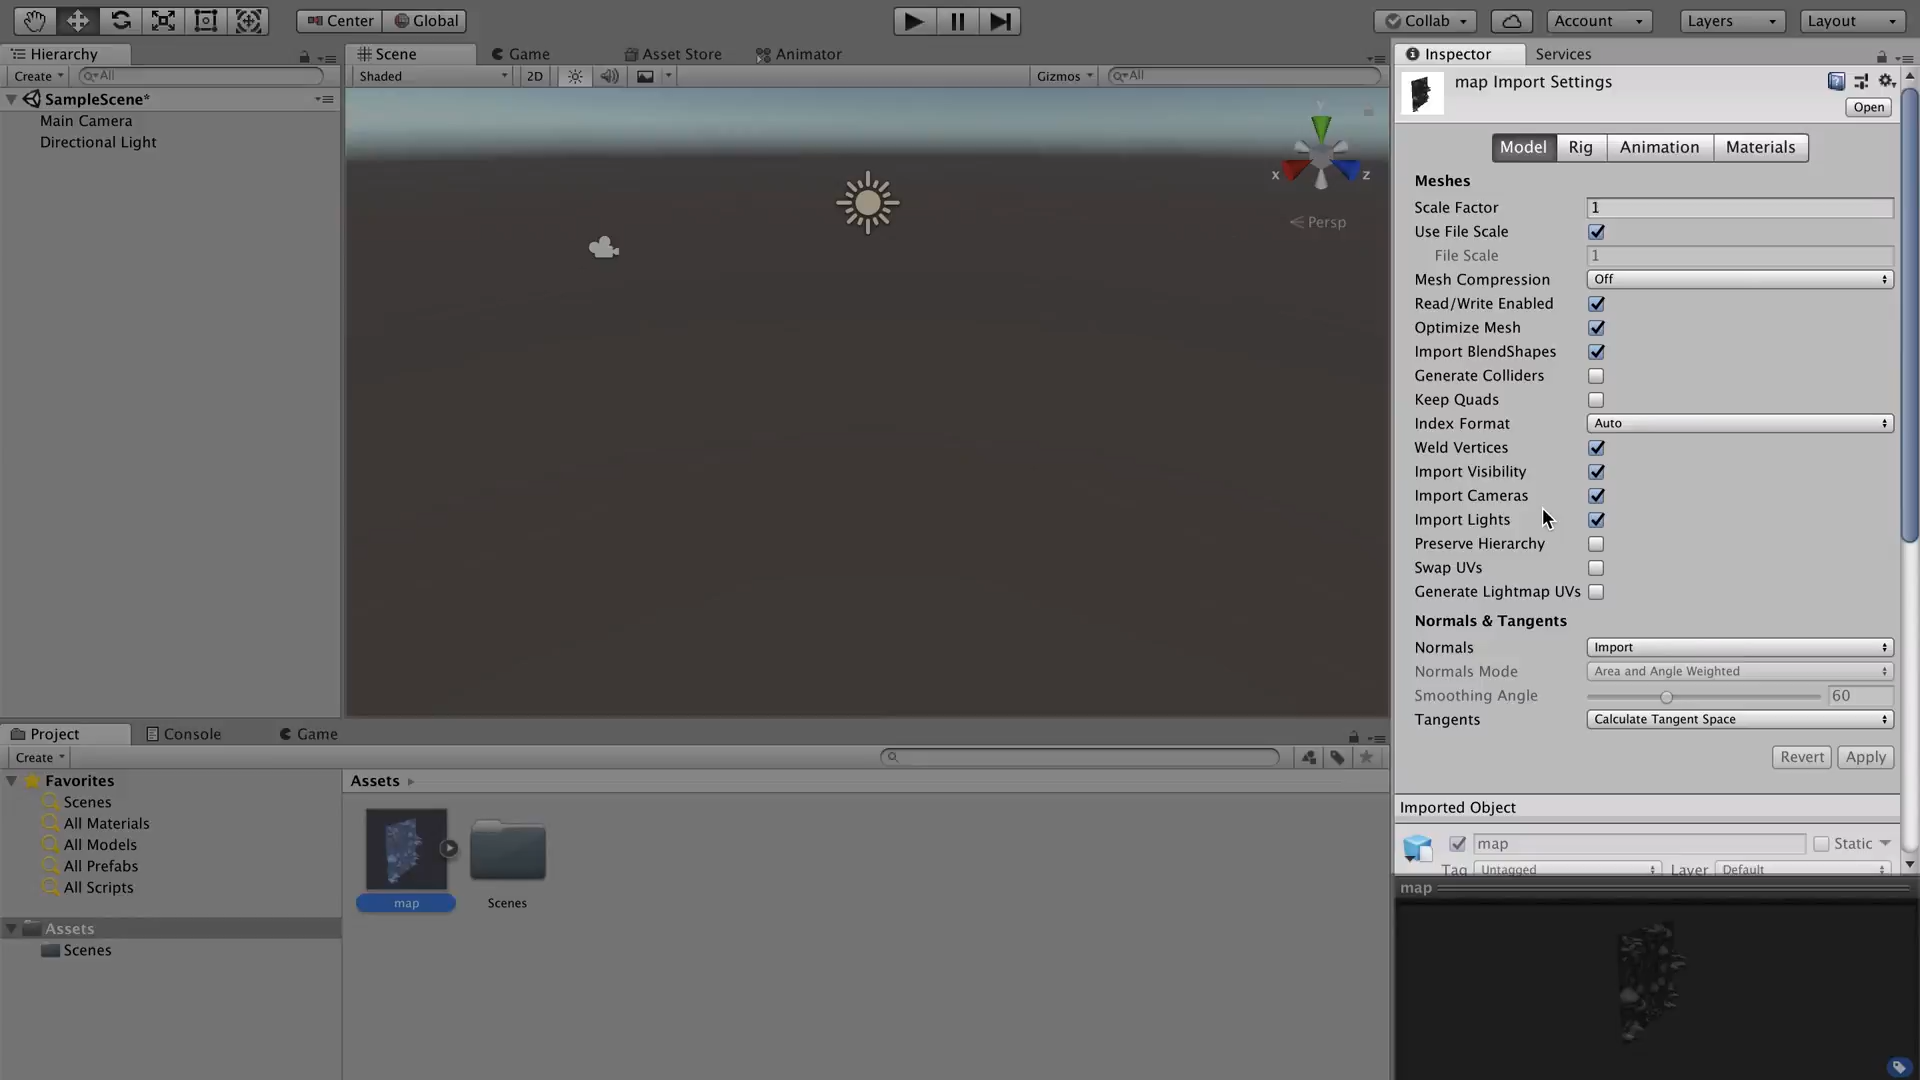 Center Global Collab Account Layers Layout
Hierarchy
Create All
SampleScene*
Main Camera
Directional Light
Scene Game Asset Store Animator
Shaded 2D Gizmos All
y
x z
Persp
Inspector Services
map Import Settings
Open
Model Rig Animation Materials
Meshes
Scale Factor 1
Use File Scale
File Scale 1
Mesh Compression Off
Read/Write Enabled
Optimize Mesh
Import BlendShapes
Generate Colliders
Keep Quads
Index Format Auto
Weld Vertices
Import Visibility
Import Cameras
Import Lights
Preserve Hierarchy
Swap UVs
Generate Lightmap UVs
Normals & Tangents
Normals Import
Normals Mode Area and Angle Weighted
Smoothing Angle 60
Tangents Calculate Tangent Space
Revert Apply
Imported Object
map Static
Tag Untagged Layer Default
map
Project Console Game
Create
Favorites
Scenes
All Materials
All Models
All Prefabs
All Scripts
Assets
Scenes
Assets
map Scenes